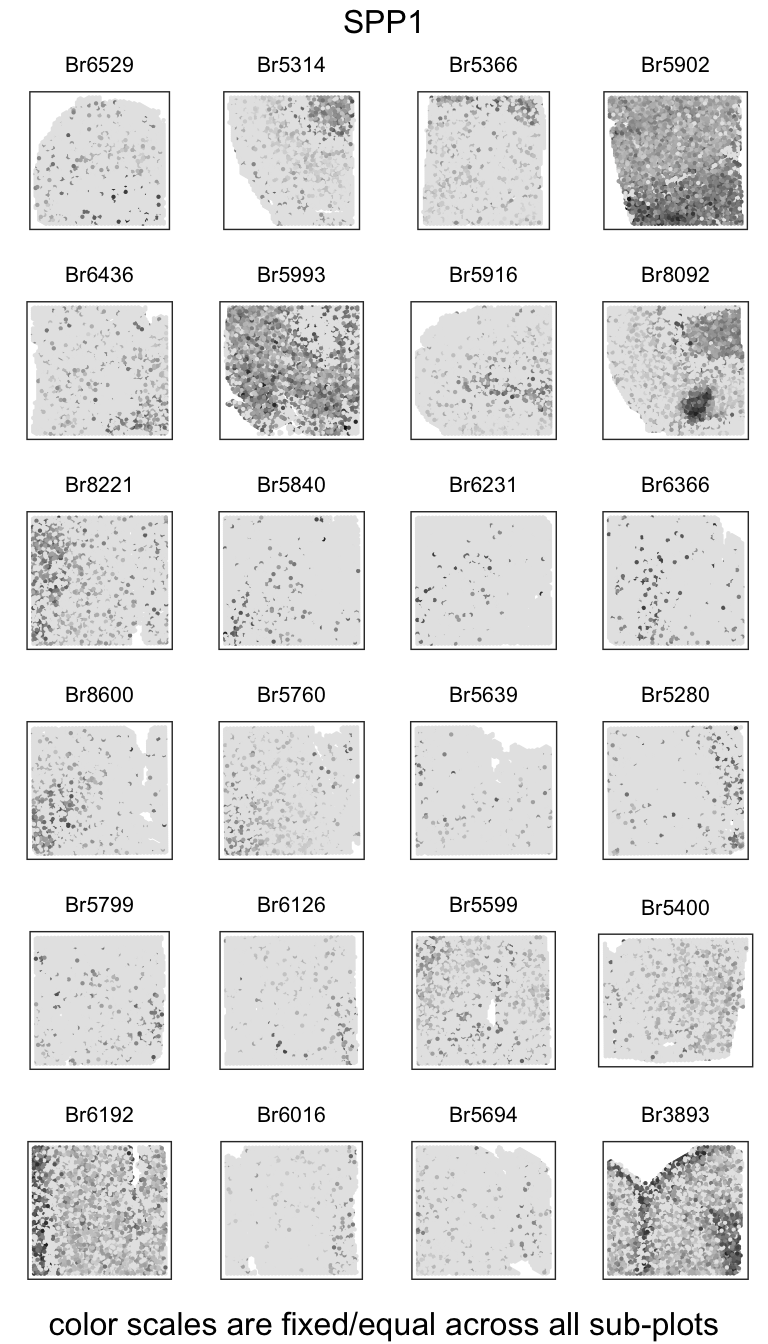 SPP1
Br6529 Br5314 Br5366 Br5902
Br6436 Br5993 Br5916 Br8092
Br8221 Br5840 Br6231 Br6366
Br8600 Br5760 Br5639 Br5280
Br5799 Br6126 Br5599 Br5400
Br6192 Br6016 Br5694 Br3893
color scales are fixed/equal across all sub-plots